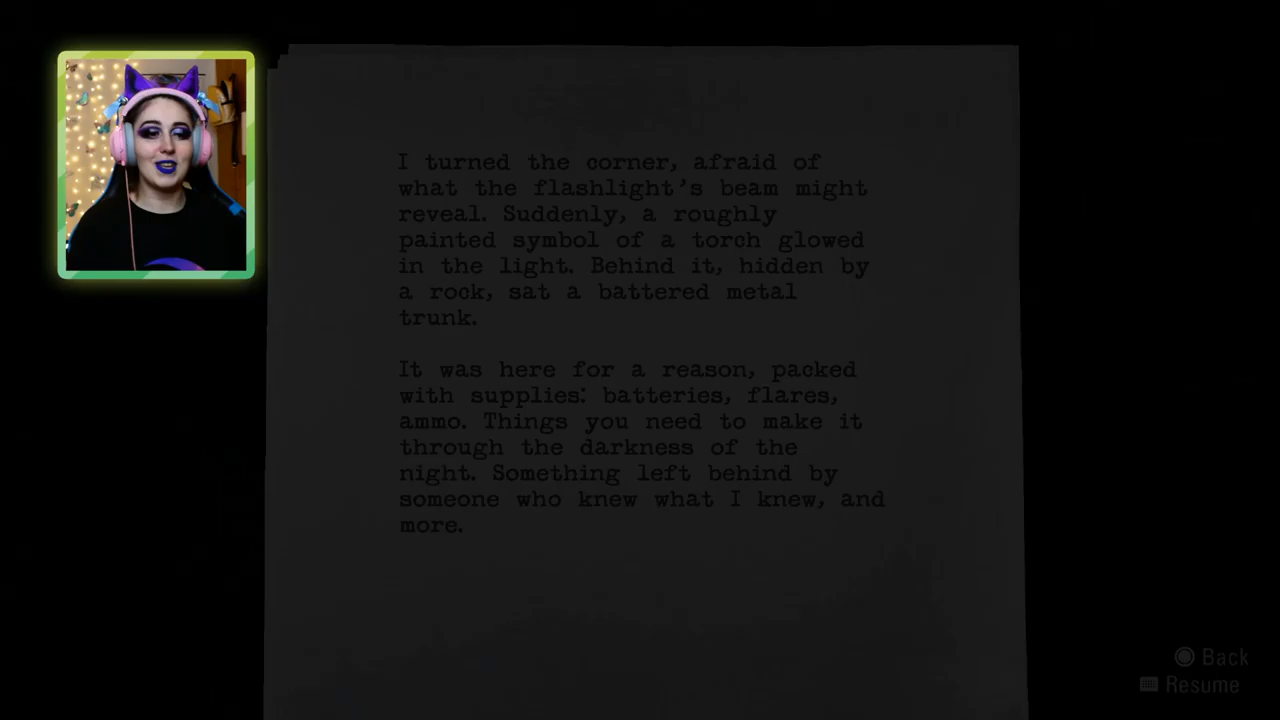 I turned the corner, afraid of
what the flashlight's beam might
reveal. Suddenly, a roughly
painted symbol of a torch glowed
in the light. Behind it, hidden by
a rock, sat a battered metal
trunk.
It was here for a reason, packed
with supplies: batteries, flares,
ammo. Things you need to make it
through the darkness of the
night. Something left behind by
someone who knew what I knew, and
more.
Back
Resume